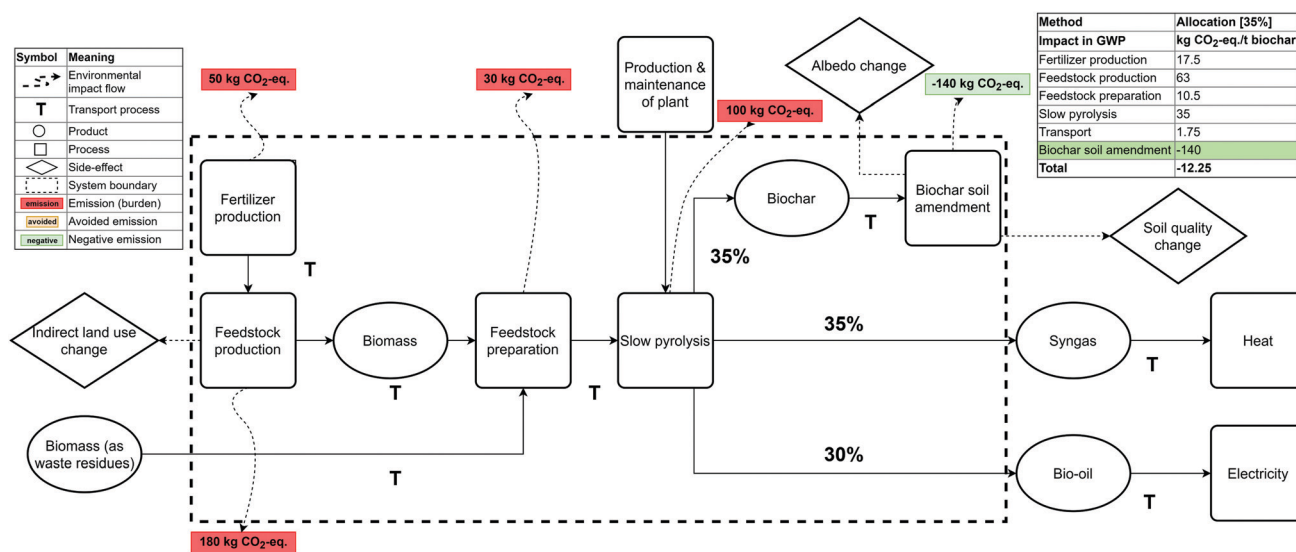 Symbol Meaning
Environmental
impact flow
T Transport process
Product
Process
Side-effect
System boundary
emission Emission (burden)
avoided Avoided emission
negative Negative emission
50 kg CO₂-eq.
30 kg CO₂-eq.
Production &
maintenance
of plant
100 kg CO₂-eq.
Albedo change
-140 kg CO₂-eq.
Method Allocation [35%]
Impact in GWP kg CO₂-eq./t biochar
Fertilizer production 17.5
Feedstock production 63
Feedstock preparation 10.5
Slow pyrolysis 35
Transport 1.75
Biochar soil amendment -140
Total -12.25
Fertilizer
production
T
Biochar
T
Biochar soil
amendment
Soil quality
change
35%
Indirect land use
change
Feedstock
production
Biomass
T
Feedstock
preparation
T
Slow pyrolysis
35%
Syngas
T
Heat
Biomass (as
waste residues)
T
30%
Bio-oil
T
Electricity
180 kg CO₂-eq.